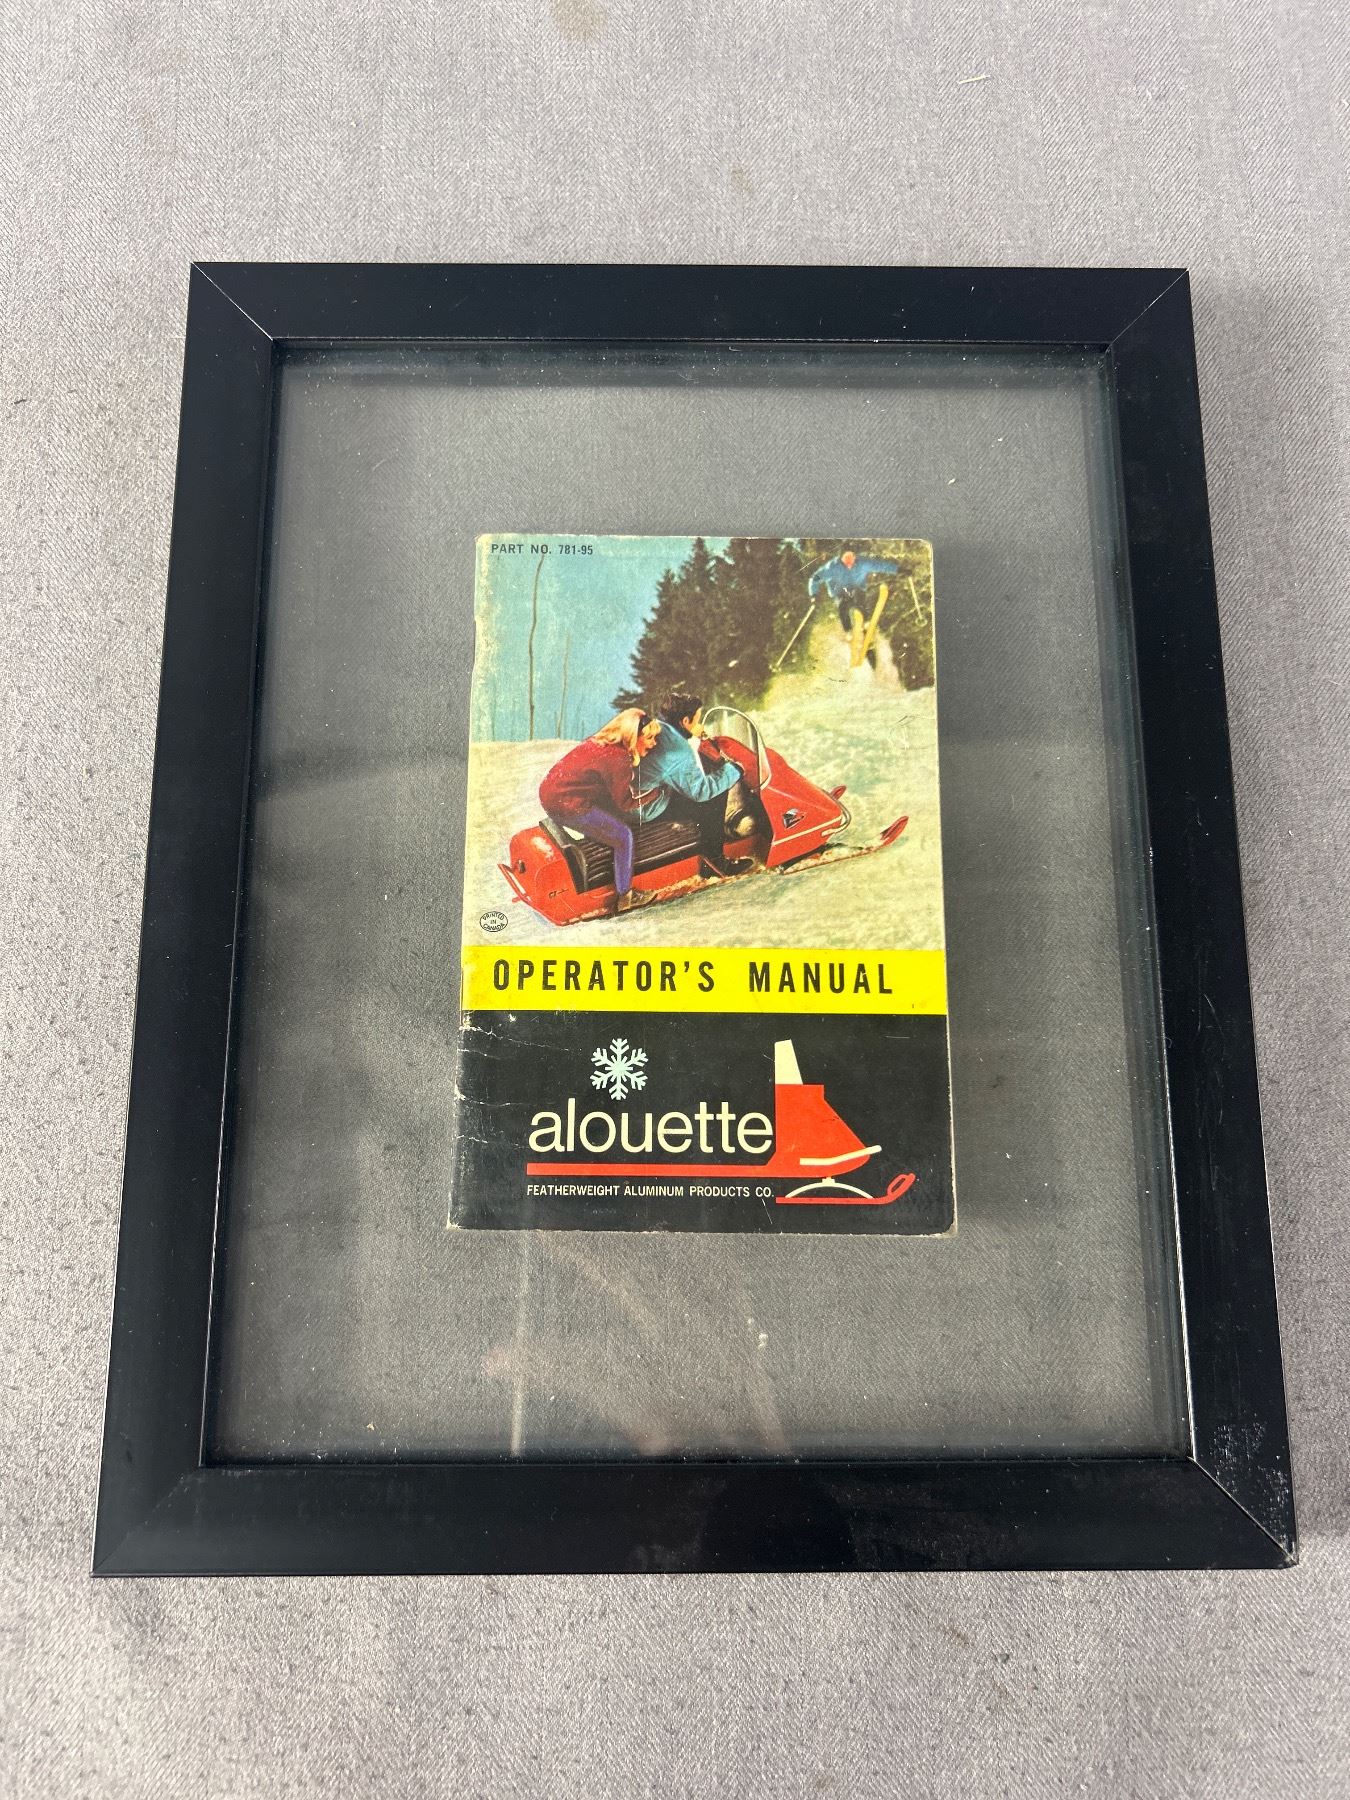 PART NO. 781-95
PRINTED
IN
CANADA
OPERATOR'S MANUAL
alouette
FEATHERWEIGHT ALUMINUM PRODUCTS CO.